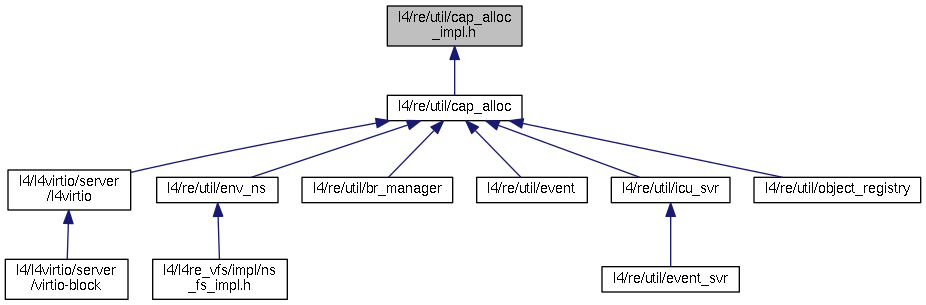 l4/re/util/cap_alloc
_impl.h
l4/re/util/cap_alloc
l4/l4virtio/server
/l4virtio
l4/re/util/env_ns
l4/re/util/br_manager
l4/re/util/event
l4/re/util/icu_svr
l4/re/util/object_registry
l4/l4virtio/server
/virtio-block
l4/l4re_vfs/impl/ns
_fs_impl.h
l4/re/util/event_svr